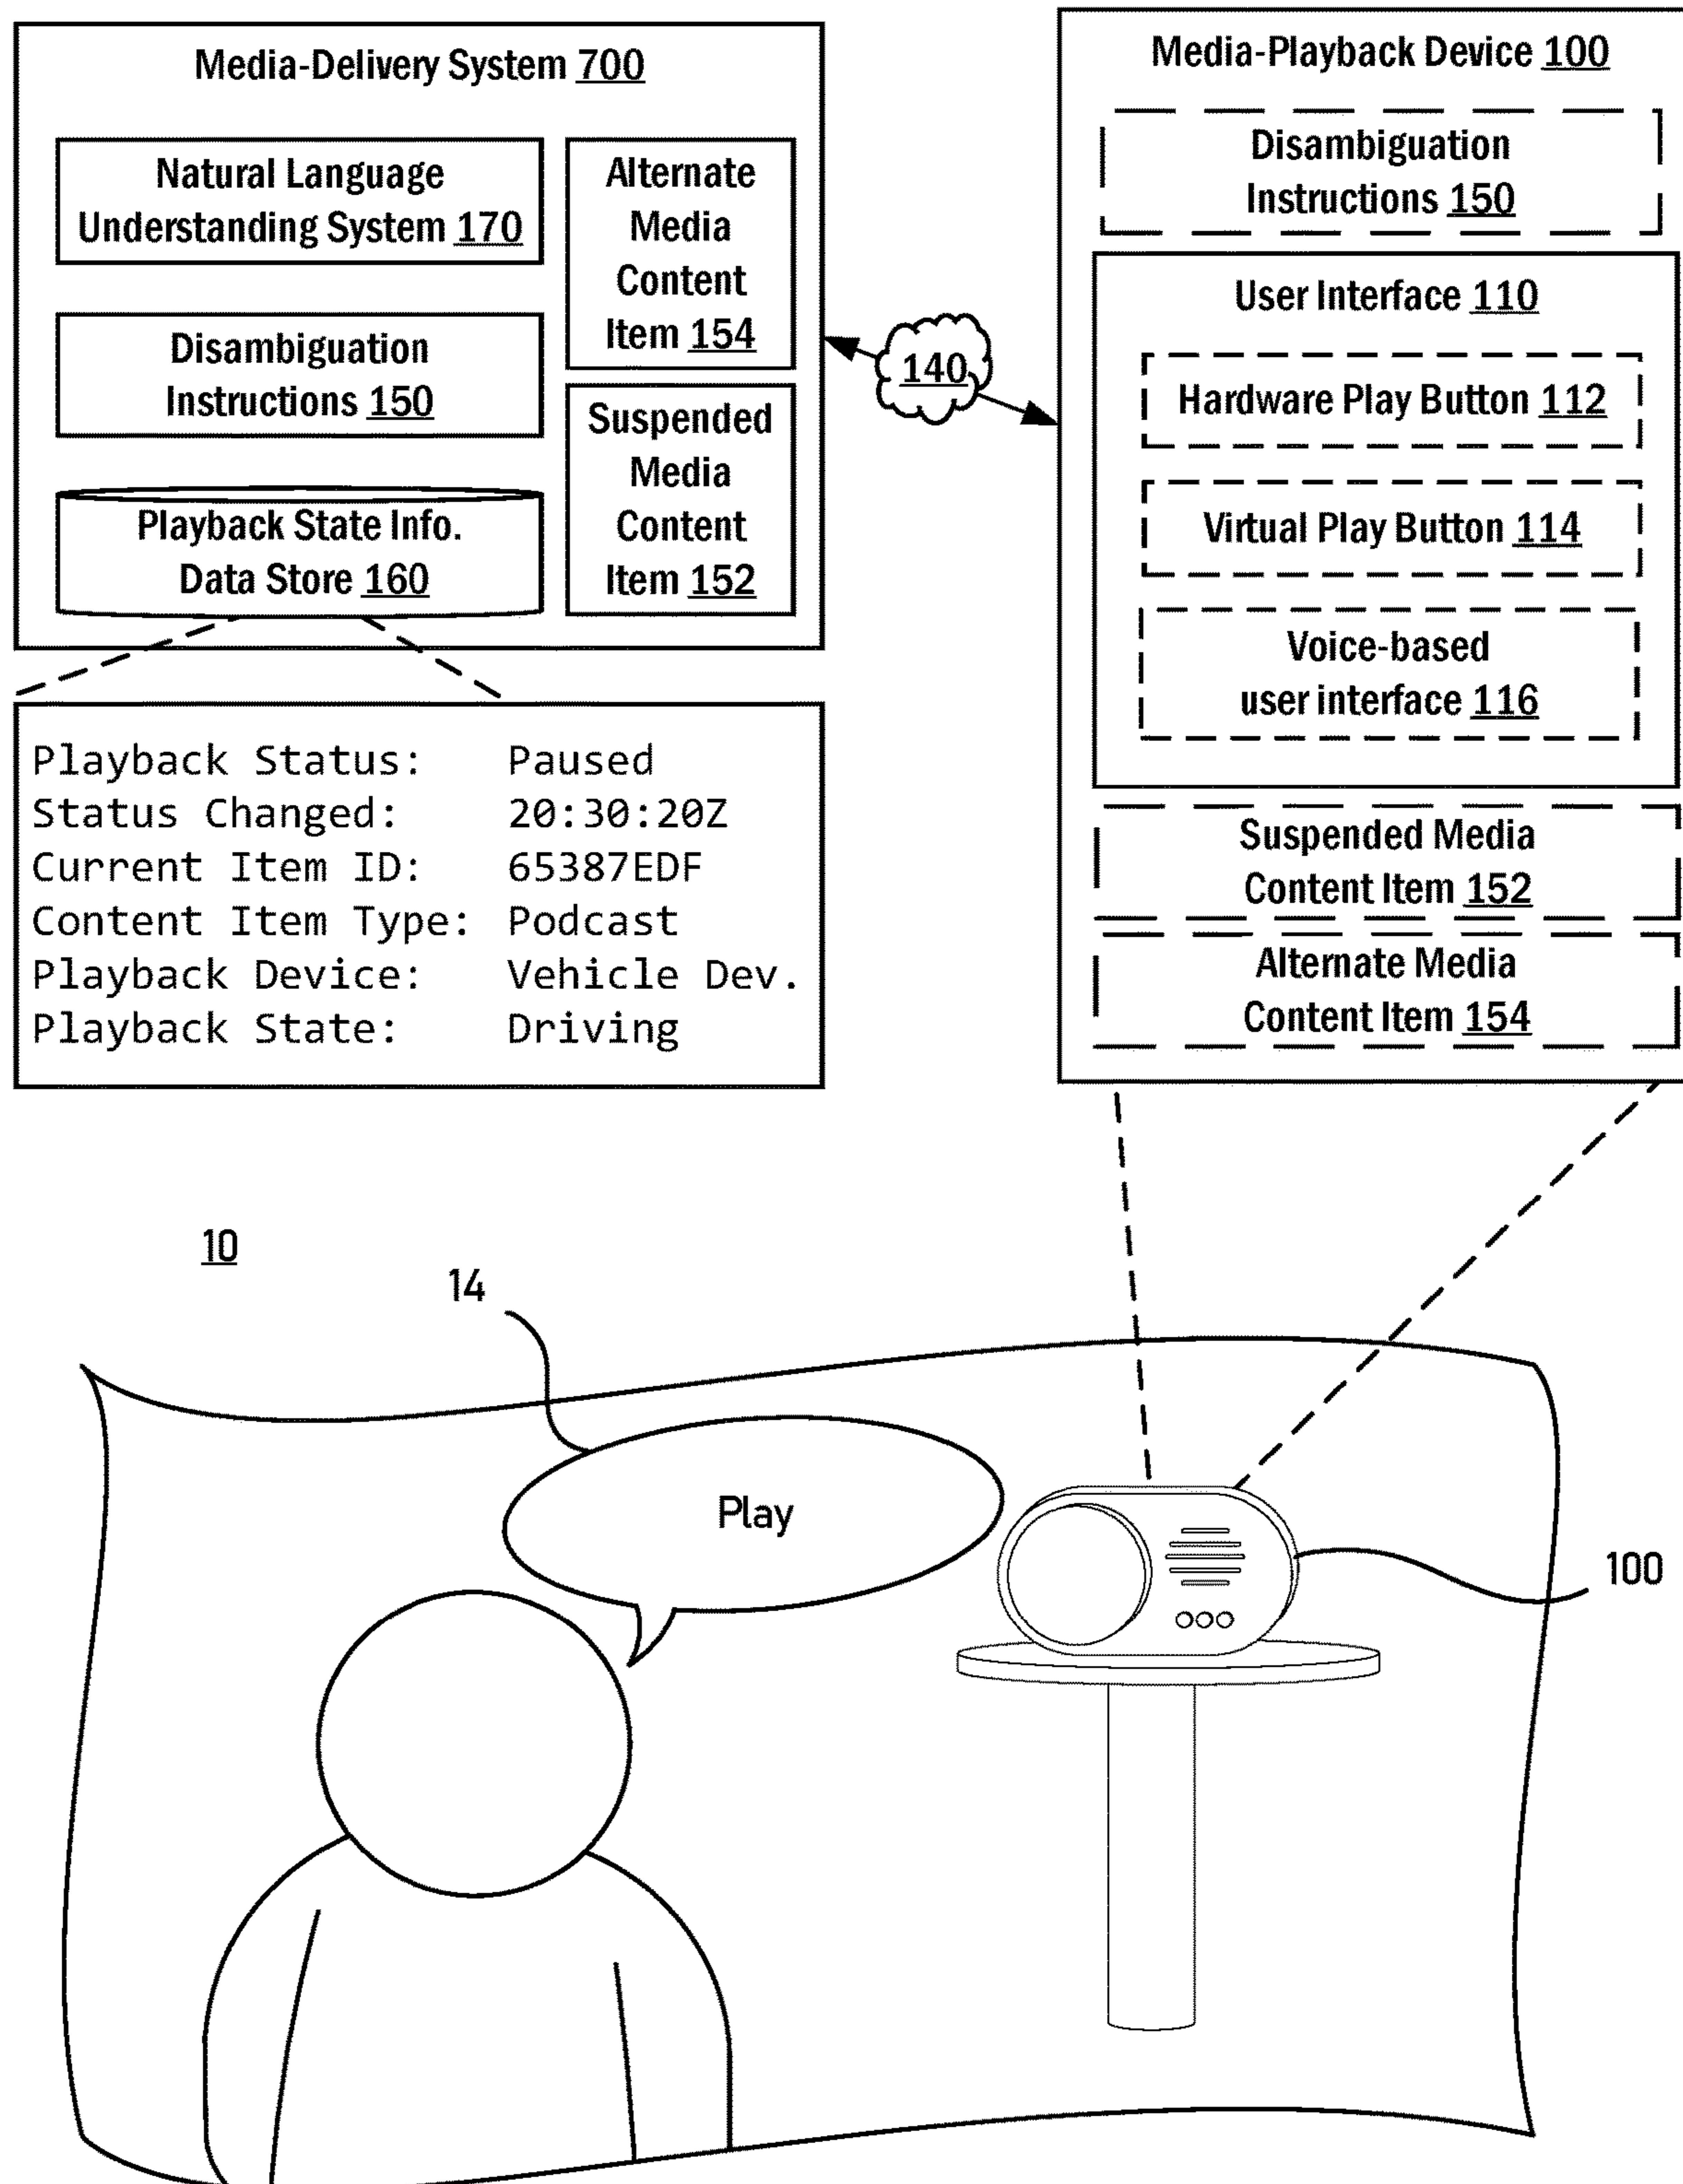 Media-Delivery System 700
Natural Language
Understanding System 170
Disambiguation
Instructions 150
Playback State Info.
Data Store 160
Alternate
Media
Content
Item 154
Suspended
Media
Content
Item 152
140
Media-Playback Device 100
Disambiguation
Instructions 150
User Interface 110
Hardware Play Button 112
Virtual Play Button 114
Voice-based
user interface 116
Suspended Media
Content Item 152
Alternate Media
Content Item 154
Playback Status: Paused
Status Changed: 20:30:20Z
Current Item ID: 65387EDF
Content Item Type: Podcast
Playback Device: Vehicle Dev.
Playback State: Driving
10
14
Play
100